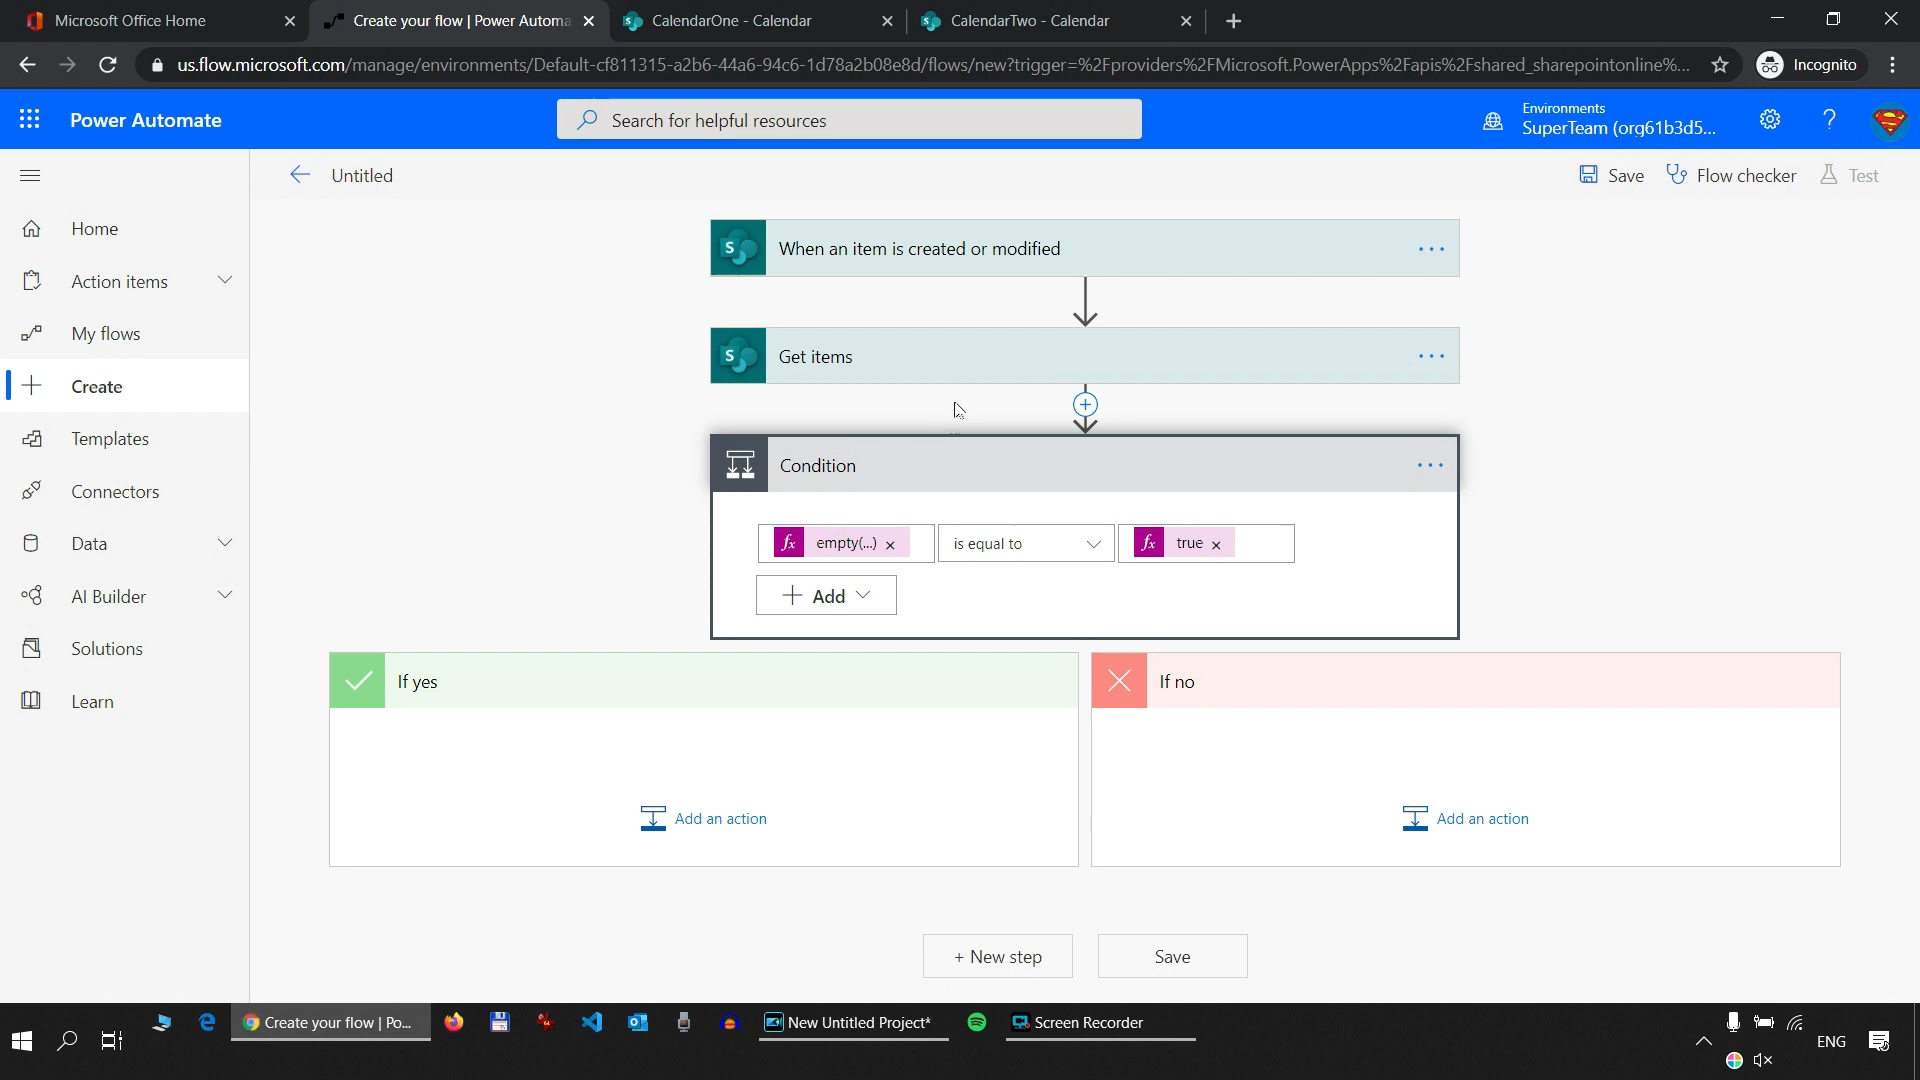 Microsoft Office Home
Create your flow | Power Automa
CalendarOne - Calendar
CalendarTwo - Calendar
us.flow.microsoft.com/manage/environments/Default-cf811315-a2b6-44a6-94c6-1d78a2b08e8d/flows/new?trigger=%2Fproviders%2FMicrosoft.PowerApps%2Fapis%2Fshared_sharepointonline%...
Incognito
Power Automate
Search for helpful resources
Environments
SuperTeam (org61b3d5...
Untitled
Save
Flow checker
Test
Home
Action items
My flows
Create
Templates
Connectors
Data
AI Builder
Solutions
Learn
S
When an item is created or modified
S
Get items
Condition
fx empty(...)
is equal to
fx true
Add
If yes
If no
Add an action
Add an action
+ New step
Save
Create your flow | Po...
New Untitled Project*
Screen Recorder
ENG